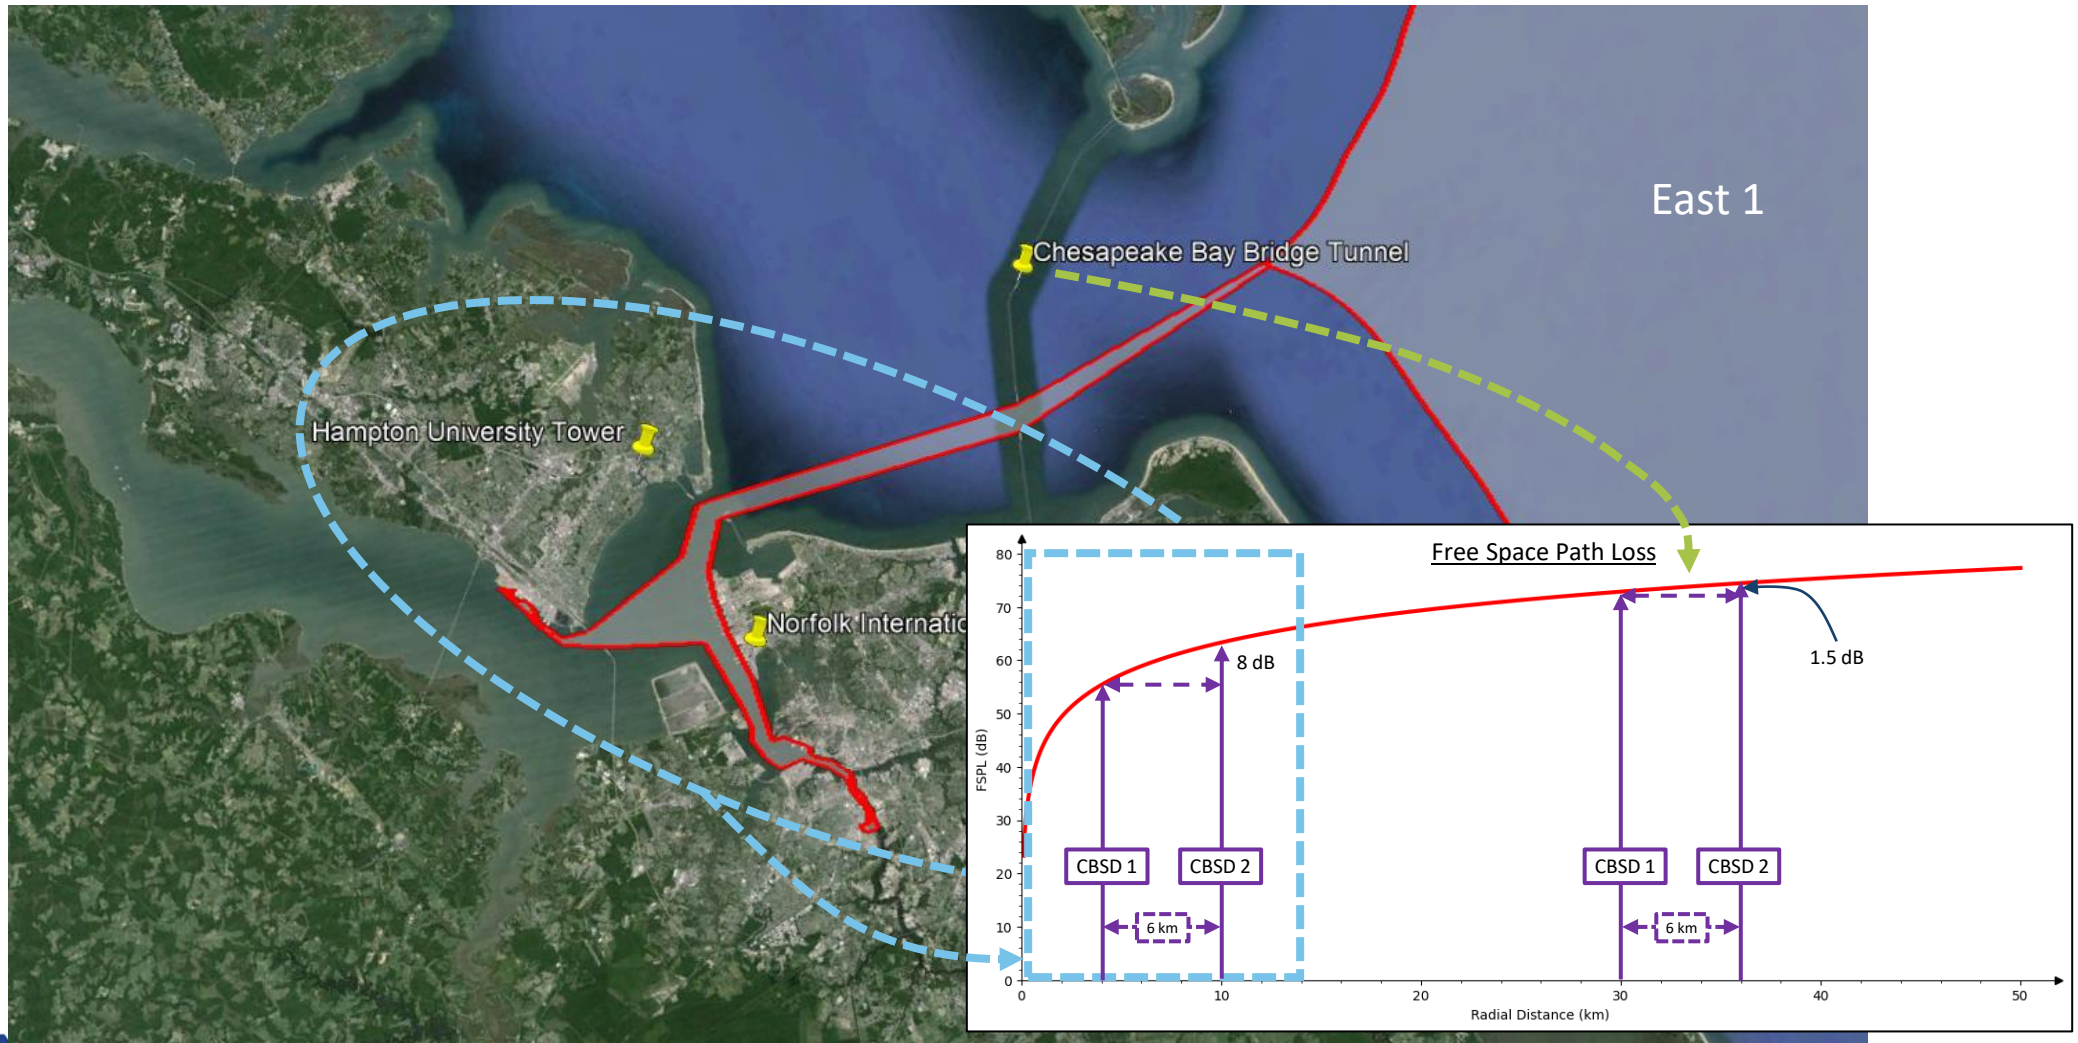 East 1
Chesapeake Bay Bridge Tunnel
Hampton University Tower
Norfolk Internatio
Free Space Path Loss
80
70
60
50
40
30
20
10
0
FSPL (dB)
8 dB
1.5 dB
CBSD 1
CBSD 2
CBSD 1
CBSD 2
6 km
6 km
0
10
20
30
40
50
Radial Distance (km)